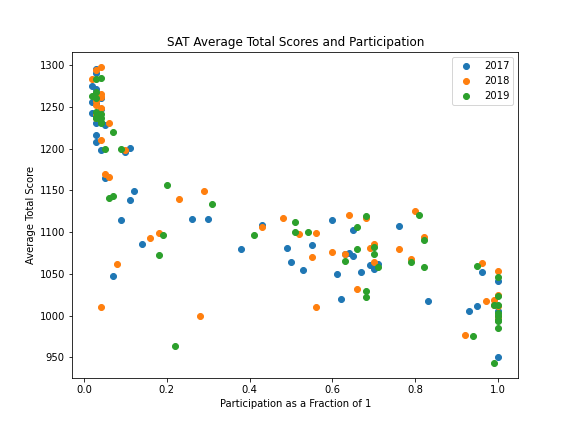 SAT Average Total Scores and Participation
2017
2018
2019
1300
1250
1200
1150
1100
1050
1000
950
Average Total Score
0.0 0.2 0.4 0.6 0.8 1.0
Participation as a Fraction of 1